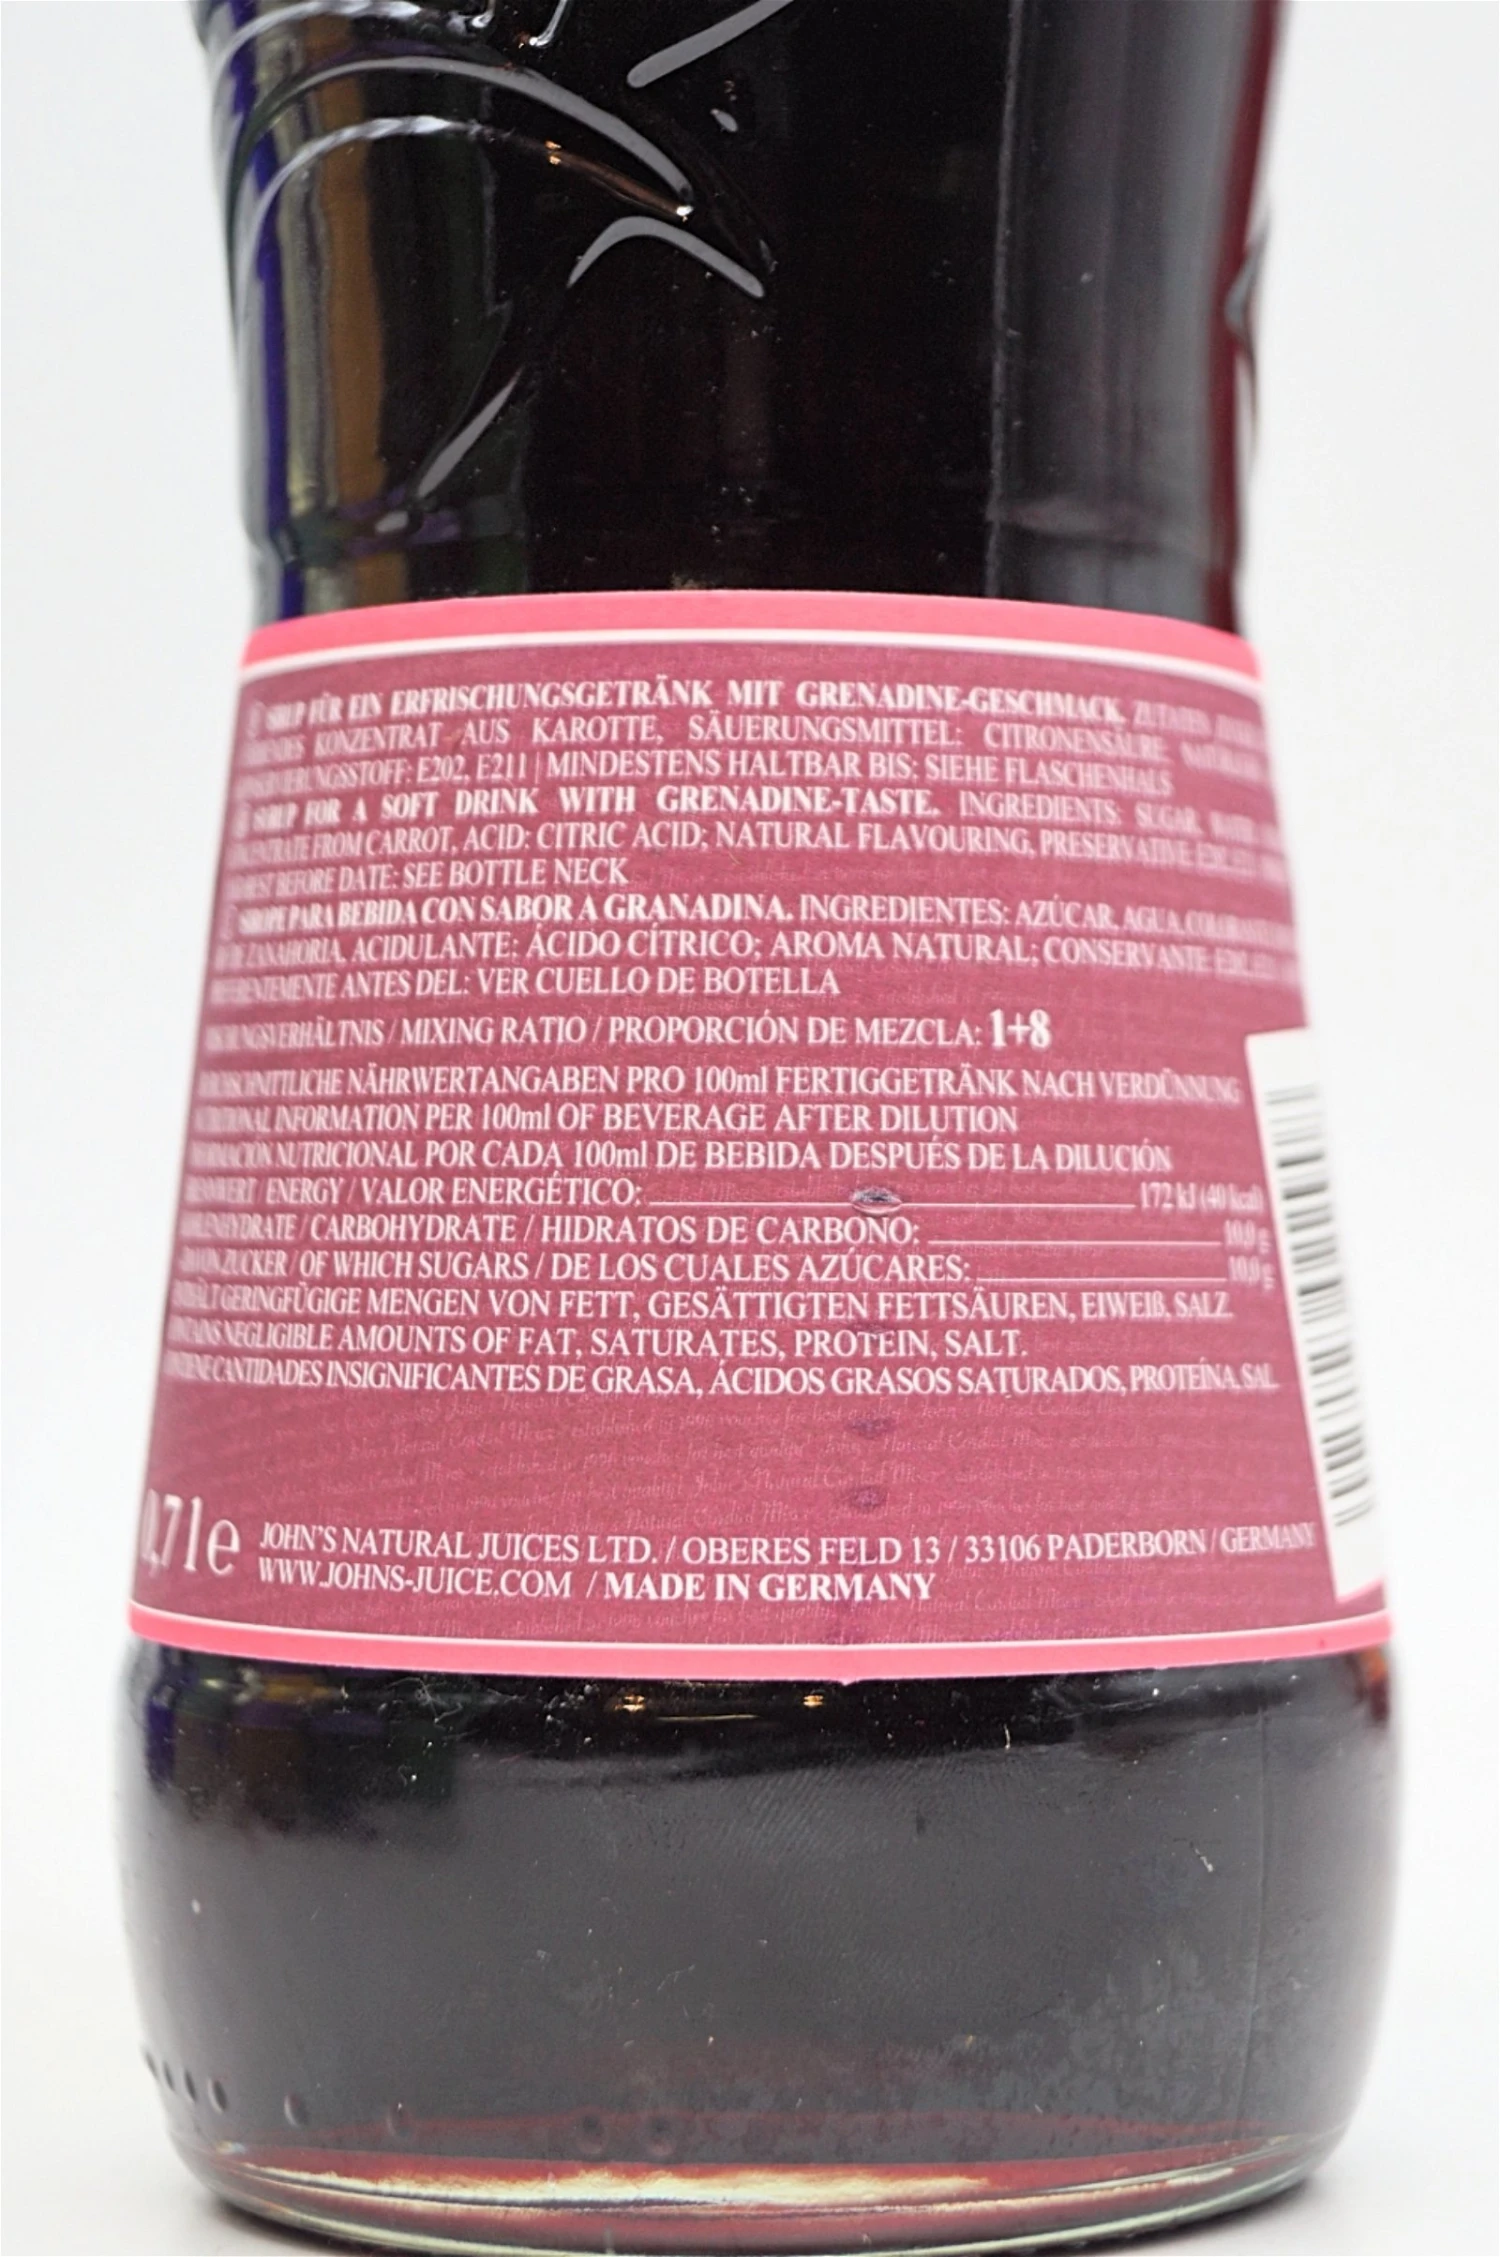 SIRUP FÜR EIN ERFRISCHUNGSGETRÄNK MIT GRENADINE-GESCHMACK. ZUTATEN:
KONZENTRAT AUS KAROTTE, SÄUERUNGSMITTEL: CITRONENSÄURE,
E202, E211 | MINDESTENS HALTBAR BIS: SIEHE FLASCHENHALS
SIRUP FOR A SOFT DRINK WITH GRENADINE-TASTE. INGREDIENTS: SUGAR,
FROM CARROT, ACID: CITRIC ACID; NATURAL FLAVOURING, PRESERVATIVE:
BEST BEFORE DATE: SEE BOTTLE NECK
SIROPE PARA BEBIDA CON SABOR A GRANADINA. INGREDIENTES: AZÚCAR, AGUA,
ZANAHORIA, ACIDULANTE: ÁCIDO CÍTRICO; AROMA NATURAL; CONSERVANTE:
ANTES DEL: VER CUELLO DE BOTELLA
/ MIXING RATIO / PROPORCIÓN DE MEZCLA: 1+8
NÄHRWERTANGABEN PRO 100ml FERTIGGETRÄNK NACH VERDÜNNUNG
INFORMATION PER 100ml OF BEVERAGE AFTER DILUTION
NUTRICIONAL POR CADA 100ml DE BEBIDA DESPUÉS DE LA DILUCIÓN
/ ENERGY / VALOR ENERGÉTICO: 172 kJ (40 kcal)
/ CARBOHYDRATE / HIDRATOS DE CARBONO: 10,0 g
ZUCKER / OF WHICH SUGARS / DE LOS CUALES AZÚCARES: 10,0 g
GERINGFÜGIGE MENGEN VON FETT, GESÄTTIGTEN FETTSÄUREN, EIWEIß, SALZ.
NEGLIGIBLE AMOUNTS OF FAT, SATURATES, PROTEIN, SALT.
CANTIDADES INSIGNIFICANTES DE GRASA, ÁCIDOS GRASOS SATURADOS, PROTEÍNA, SAL.
0,7 l e JOHN'S NATURAL JUICES LTD. / OBERES FELD 13 / 33106 PADERBORN / GERMANY
WWW.JOHNS-JUICE.COM / MADE IN GERMANY